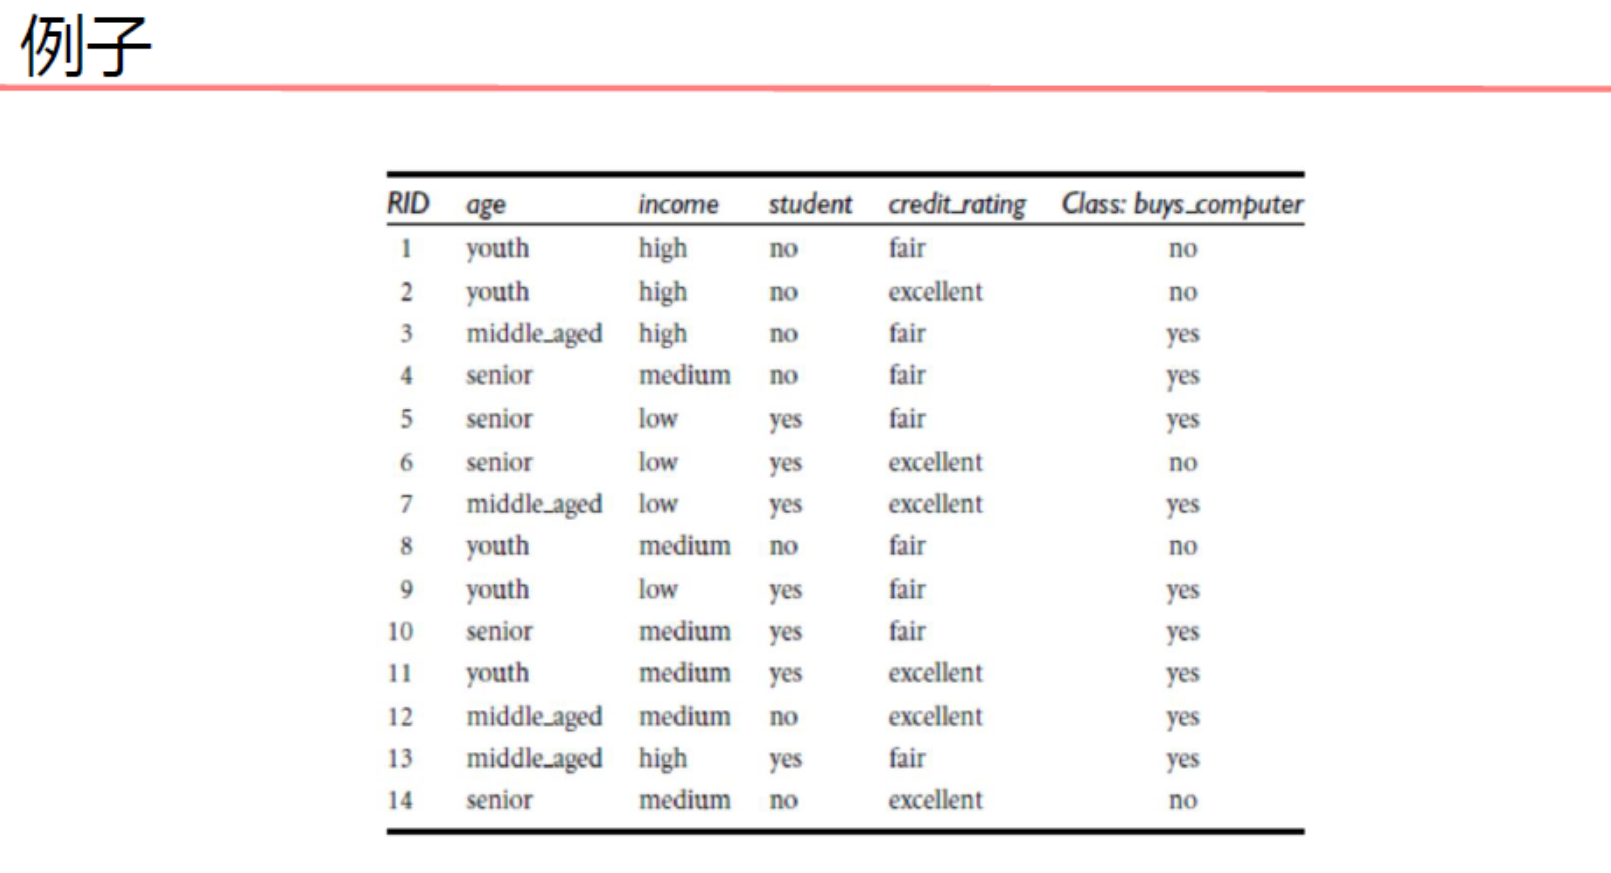 例子
RID age income student credit_rating Class: buys_computer
1 youth high no fair no
2 youth high no excellent no
3 middle_aged high no fair yes
4 senior medium no fair yes
5 senior low yes fair yes
6 senior low yes excellent no
7 middle_aged low yes excellent yes
8 youth medium no fair no
9 youth low yes fair yes
10 senior medium yes fair yes
11 youth medium yes excellent yes
12 middle_aged medium no excellent yes
13 middle_aged high yes fair yes
14 senior medium no excellent no